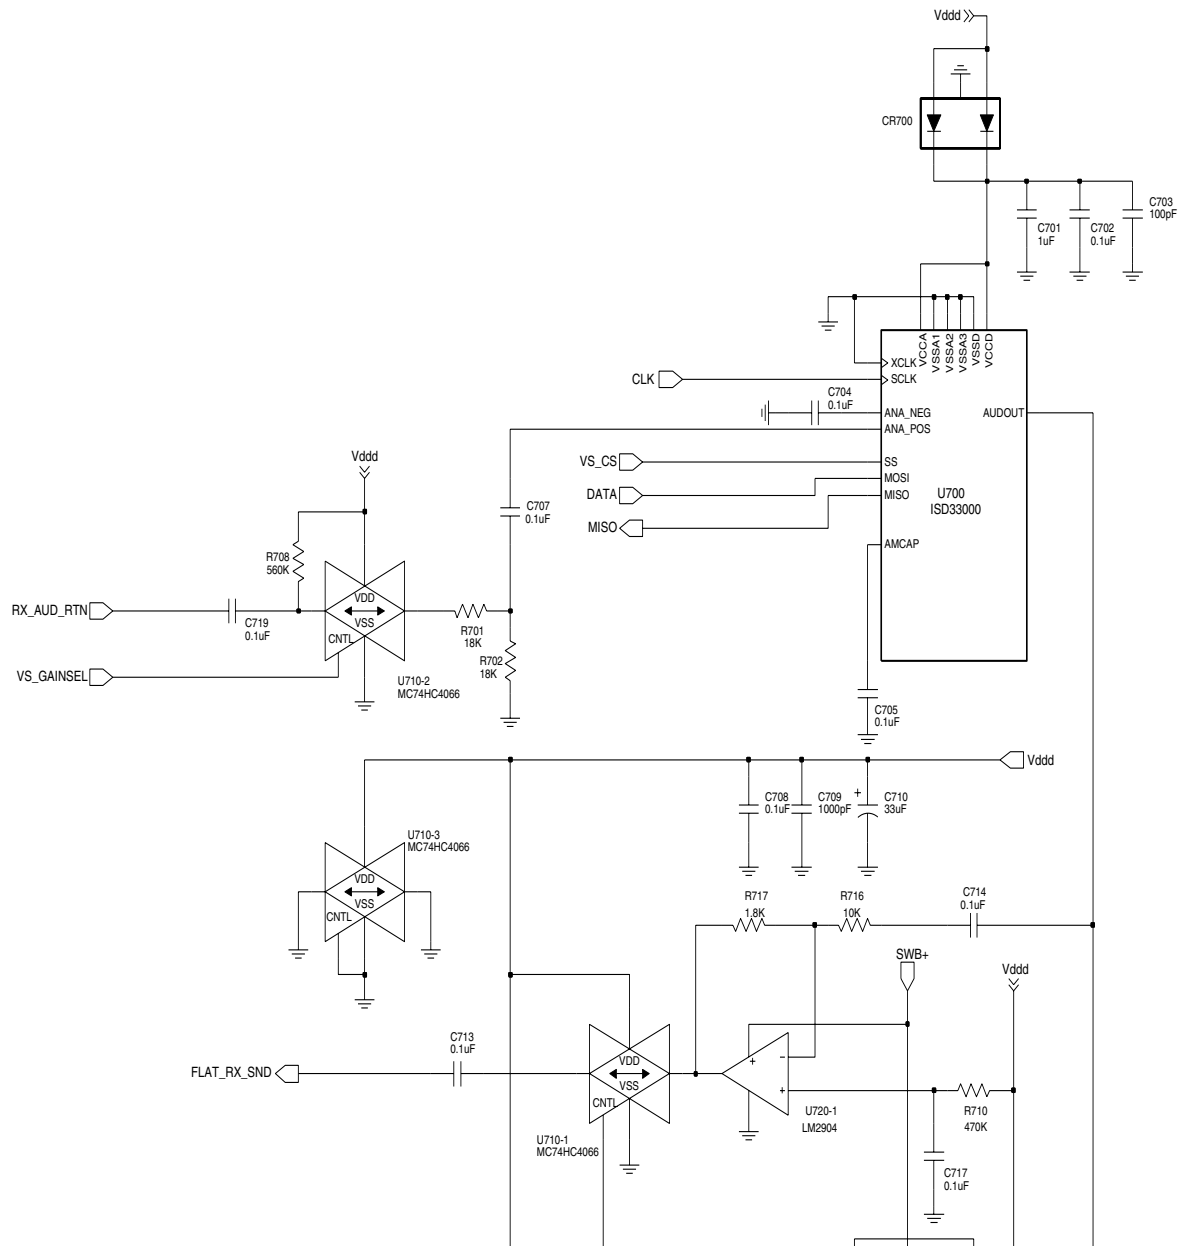 Vddd
CR700
C703
100pF
C701
1uF
C702
0.1uF
VCCA
VSSA1
VSSA2
VSSA3
VSSD
VCCD
XCLK
CLK
SCLK
C704
0.1uF
ANA_NEG
AUDOUT
ANA_POS
Vddd
VS_CS
SS
MOSI
DATA
MISO
U700
ISD33000
C707
0.1uF
MISO
AMCAP
R708
560K
VDD
VSS
CNTL
RX_AUD_RTN
C719
0.1uF
R701
18K
R702
18K
VS_GAINSEL
U710-2
MC74HC4066
C705
0.1uF
Vddd
C708
0.1uF
C709
1000pF
+
C710
33uF
U710-3
MC74HC4066
VDD
VSS
CNTL
R717
1.8K
R716
10K
C714
0.1uF
SWB+
Vddd
C713
0.1uF
VDD
VSS
CNTL
FLAT_RX_SND
+
-
+
U720-1
LM2904
R710
470K
U710-1
MC74HC4066
C717
0.1uF